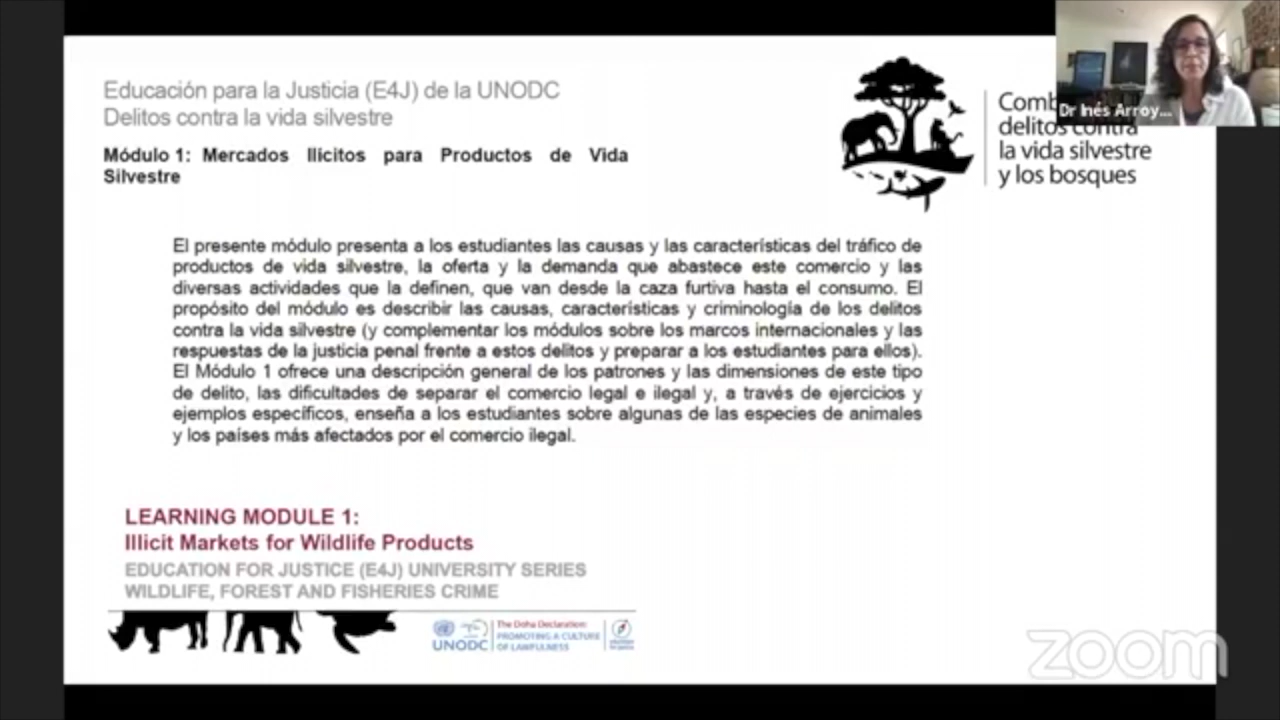 Educación para la Justicia (E4J) de la UNODC
Delitos contra la vida silvestre
Módulo 1: Mercados Ilicitos para Productos de Vida
Silvestre
Comb
delitos contra
la vida silvestre
y los bosques
Dr Inés Arroy...
El presente módulo presenta a los estudiantes las causas y las características del tráfico de
productos de vida silvestre, la oferta y la demanda que abastece este comercio y las
diversas actividades que la definen, que van desde la caza furtiva hasta el consumo. El
propósito del módulo es describir las causas, características y criminología de los delitos
contra la vida silvestre (y complementar los módulos sobre los marcos internacionales y las
respuestas de la justicia penal frente a estos delitos y preparar a los estudiantes para ellos).
El Módulo 1 ofrece una descripción general de los patrones y las dimensiones de este tipo
de delito, las dificultades de separar el comercio legal e ilegal y, a través de ejercicios y
ejemplos específicos, enseña a los estudiantes sobre algunas de las especies de animales
y los países más afectados por el comercio ilegal.
LEARNING MODULE 1:
Illicit Markets for Wildlife Products
EDUCATION FOR JUSTICE (E4J) UNIVERSITY SERIES
WILDLIFE, FOREST AND FISHERIES CRIME
UNODC
The Doha Declaration:
PROMOTING A CULTURE
OF LAWFULNESS
zoom